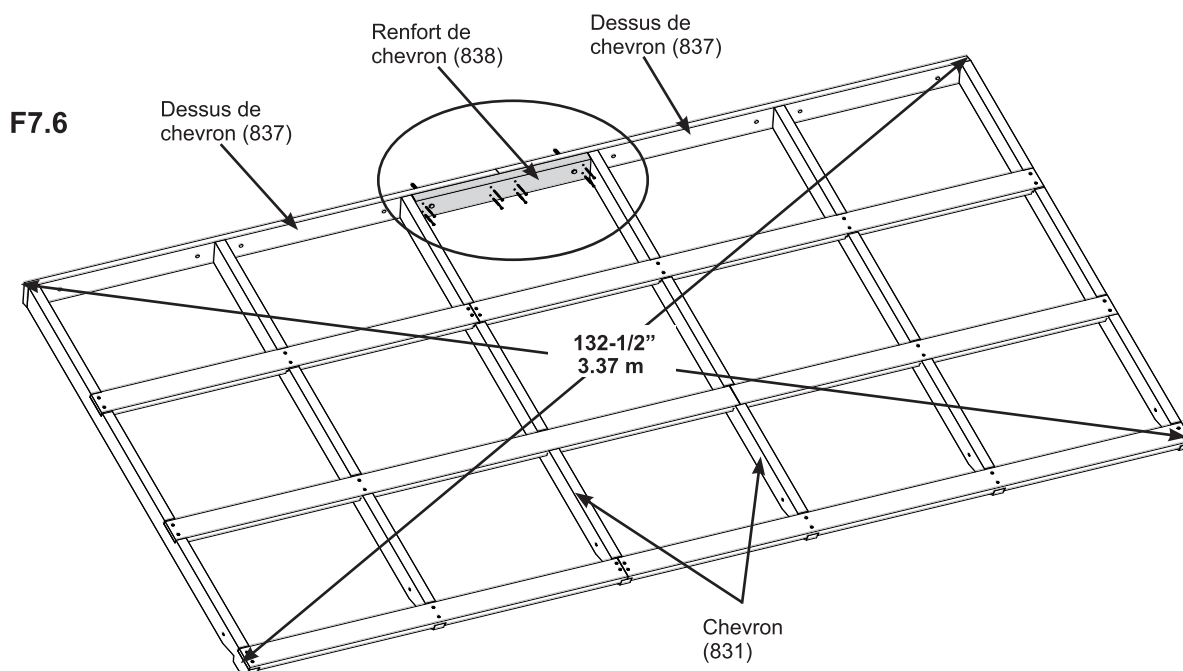 Renfort de
chevron (838)
Dessus de
chevron (837)
F7.6
Dessus de
chevron (837)
132-1/2”
3.37 m
Chevron
(831)